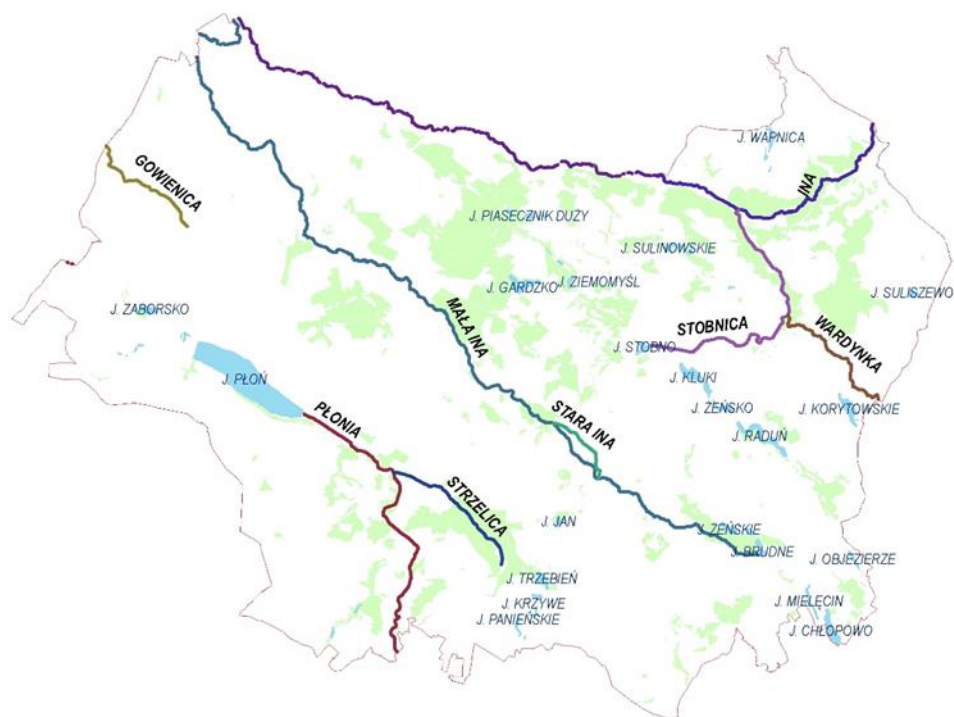 J. WAPNICA
GOWIENICA
INA
J. PIASECZNIK DUŻY
J. SULINOWSKIE
J. ZIEMOMYŚL
J. GARDZKO
J. SULISZEWO
J. ZABORSKO
MAŁA INA
STOBNICA
WARDYNKA
J. STOBNO
J. PŁOŃ
J. KLUKI
J. ŻEŃSKO
J. KORYTOWSKIE
PŁONIA
STARA INA
J. RADUŃ
STRZELICA
J. JAN
J. ŻEŃSKIE
J. BRUDNE
J. OBJEZIERZE
J. TRZEBIEŃ
J. KRZYWE
J. MIELĘCIN
J. PANIEŃSKIE
J. CHŁOPOWO